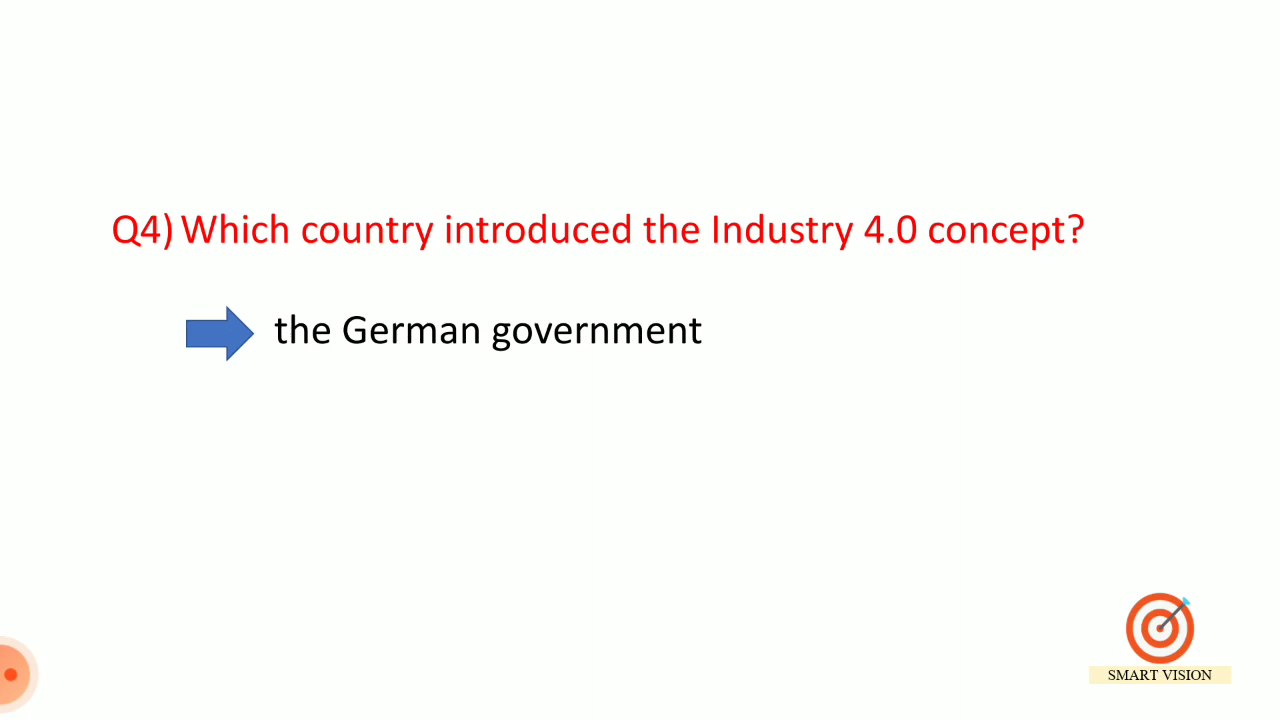 Q4) Which country introduced the Industry 4.0 concept?
the German government
SMART VISION